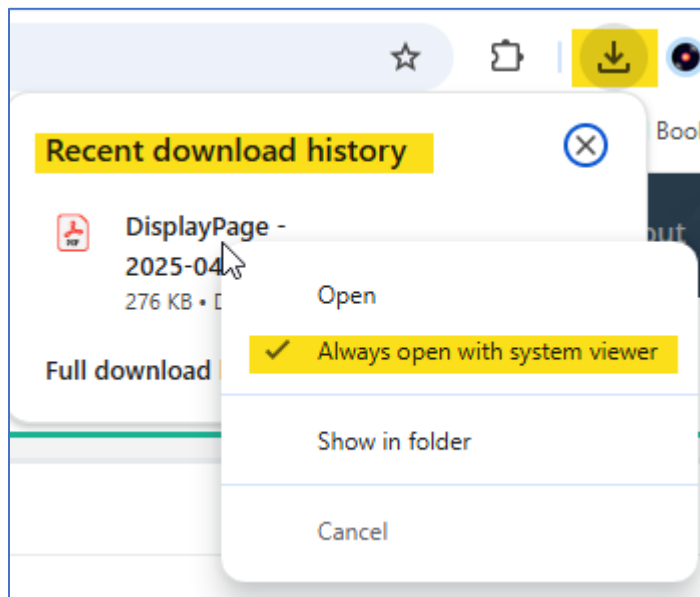 Book
Recent download history
out
PDF
DisplayPage -
2025-04
276 KB •
Open
Always open with system viewer
Full download
Show in folder
Cancel